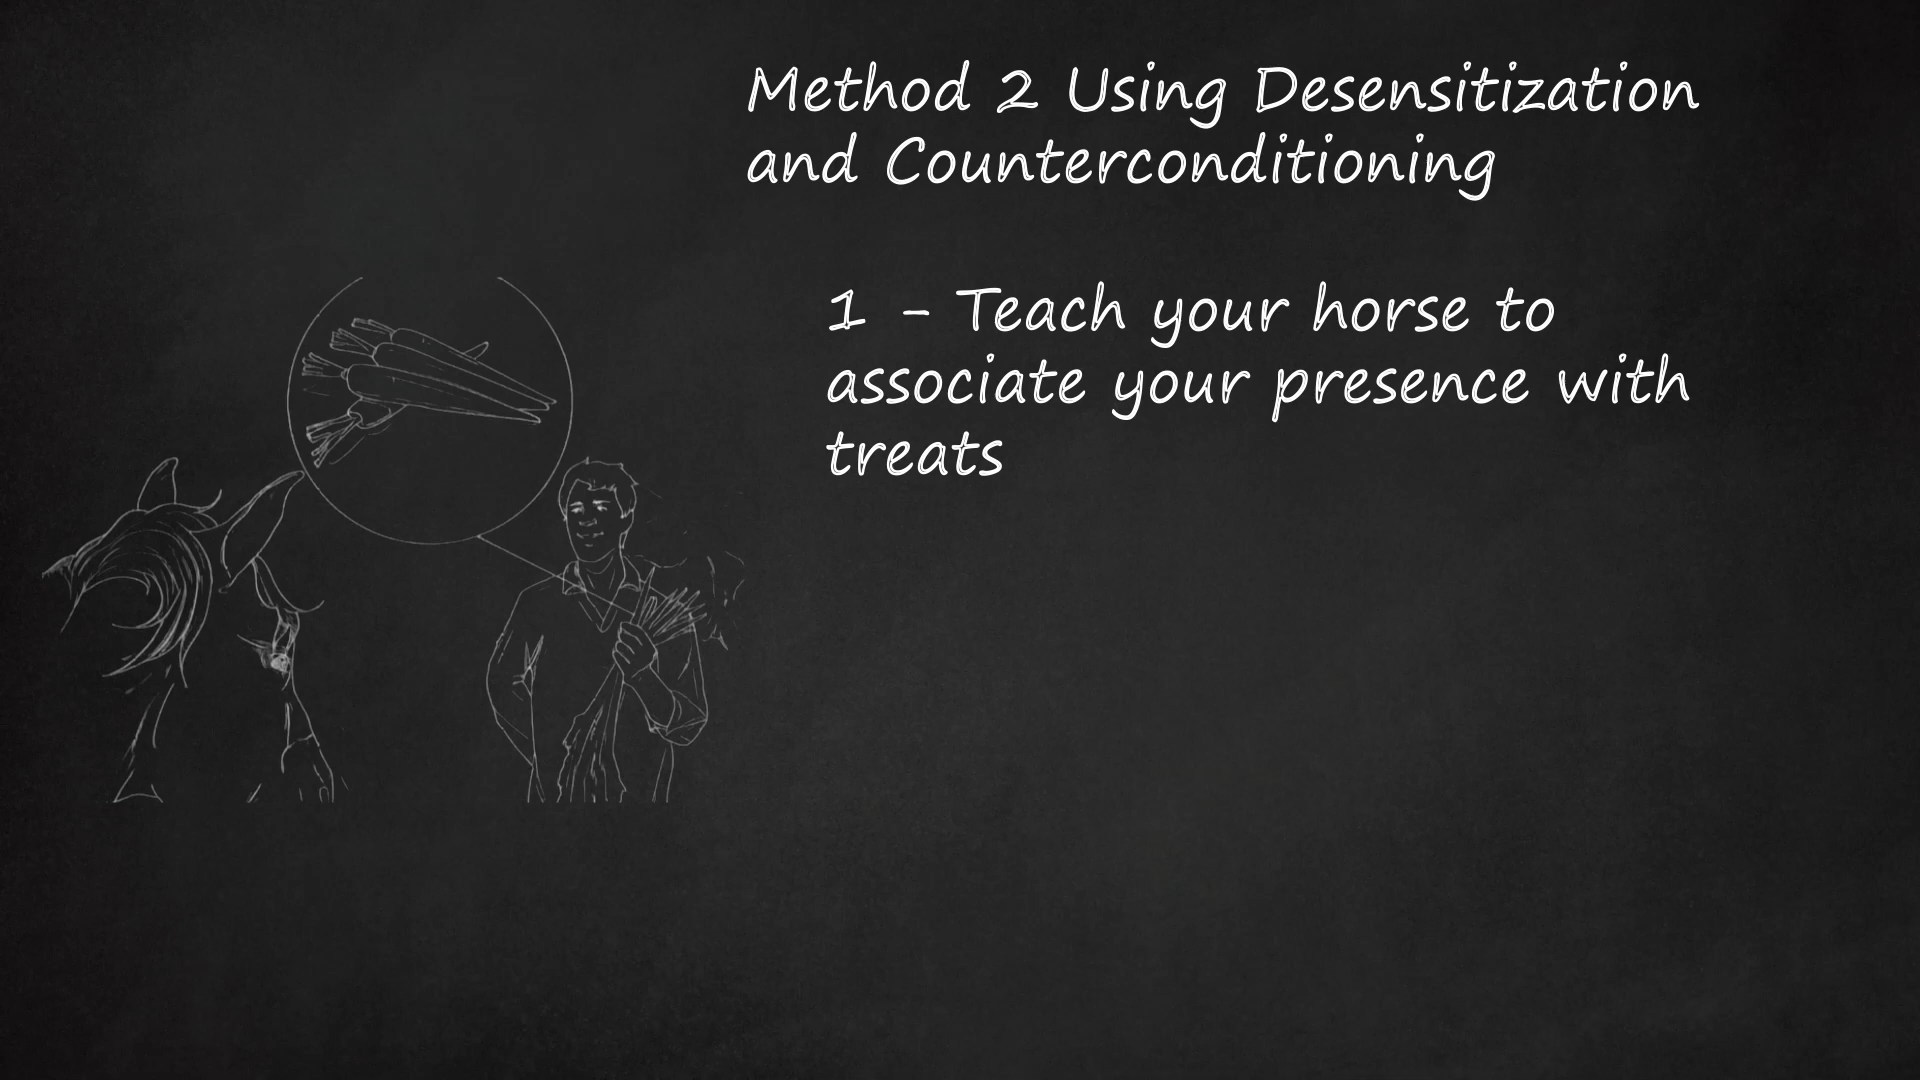 Method 2 Using Desensitization
and Counterconditioning
1 - Teach your horse to
associate your presence with
treats